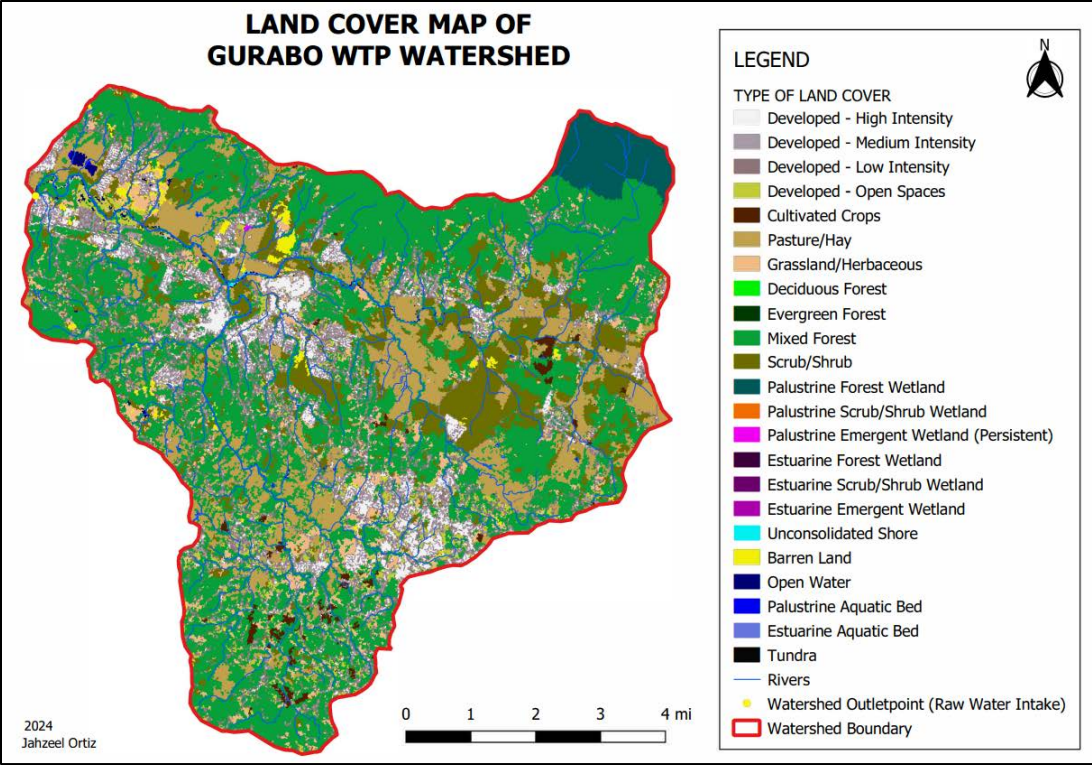 LAND COVER MAP OF
GURABO WTP WATERSHED
LEGEND
N
TYPE OF LAND COVER
Developed - High Intensity
Developed - Medium Intensity
Developed - Low Intensity
Developed - Open Spaces
Cultivated Crops
Pasture/Hay
Grassland/Herbaceous
Deciduous Forest
Evergreen Forest
Mixed Forest
Scrub/Shrub
Palustrine Forest Wetland
Palustrine Scrub/Shrub Wetland
Palustrine Emergent Wetland (Persistent)
Estuarine Forest Wetland
Estuarine Scrub/Shrub Wetland
Estuarine Emergent Wetland
Unconsolidated Shore
Barren Land
Open Water
Palustrine Aquatic Bed
Estuarine Aquatic Bed
Tundra
Rivers
Watershed Outletpoint (Raw Water Intake)
Watershed Boundary
0 1 2 3 4 mi
2024
Jahzeel Ortiz